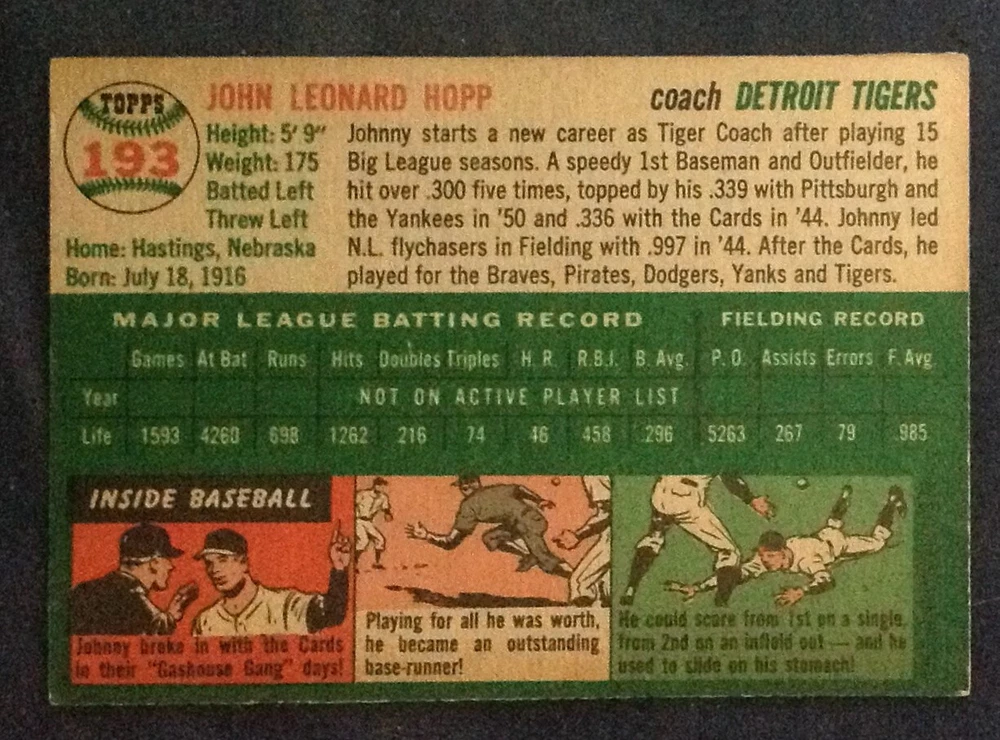 TOPPS
193
JOHN LEONARD HOPP
coach DETROIT TIGERS
Height: 5' 9"
Weight: 175
Batted Left
Threw Left
Home: Hastings, Nebraska
Born: July 18, 1916
Johnny starts a new career as Tiger Coach after playing 15
Big League seasons. A speedy 1st Baseman and Outfielder, he
hit over .300 five times, topped by his .339 with Pittsburgh and
the Yankees in '50 and .336 with the Cards in '44. Johnny led
N.L. flychasers in Fielding with .997 in '44. After the Cards, he
played for the Braves, Pirates, Dodgers, Yanks and Tigers.
MAJOR LEAGUE BATTING RECORD FIELDING RECORD
Games At Bat Runs Hits Doubles Triples H. R. R.B.I. B. Avg. P. O. Assists Errors F. Avg.
Year NOT ON ACTIVE PLAYER LIST
Life 1593 4260 698 1262 216 74 46 458 .296 5263 267 79 .985
INSIDE BASEBALL
Johnny broke in with the Cards
in their "Gashouse Gang" days!
Playing for all he was worth,
he became an outstanding
base-runner!
He could score from 1st on a single,
from 2nd on an infield out — and he
used to slide on his stomach!